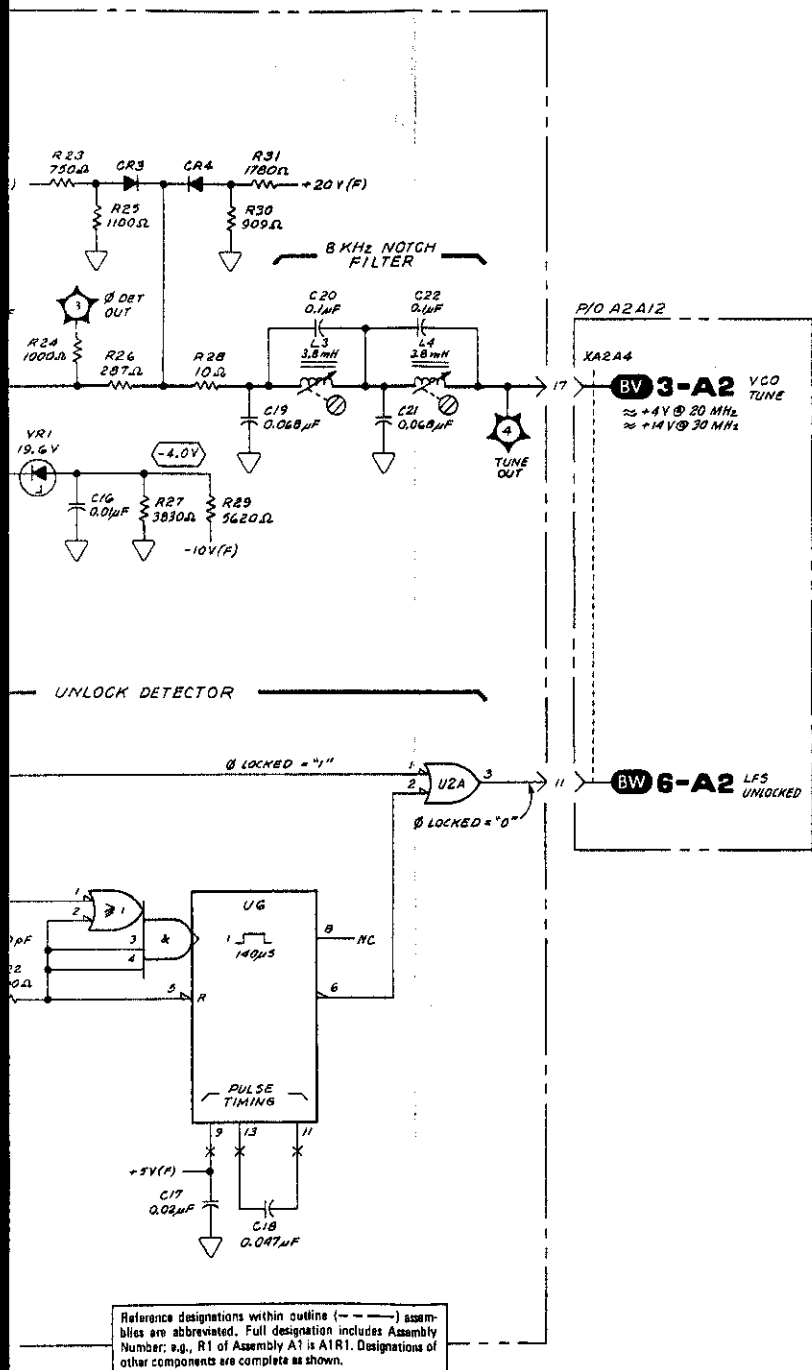 R23
750Ω
CR3
CR4
R31
1780Ω
+20V(F)
R25
1100Ω
R30
909Ω
8 KHz NOTCH
FILTER
3
Ø DET
OUT
C20
0.1µF
C22
0.1µF
P/O A2A12
R24
1000Ω
R26
287Ω
R28
10Ω
L3
3.8mH
L4
3.8mH
XA2A4
17
BV 3-A2 VCO
TUNE
≈ +4V @ 20 MHz
≈ +14V @ 30 MHz
C19
0.068µF
C21
0.068µF
4
TUNE
OUT
VR1
19.6V
-4.0V
C16
0.01µF
R27
3830Ω
R29
5620Ω
-10V(F)
UNLOCK DETECTOR
Ø LOCKED = "1"
1
2
U2A
3
11
BW 6-A2 LFS
UNLOCKED
Ø LOCKED = "0"
1
2
≥1
3
4
&
U6
1
140µS
8
NC
pF
5
R
6
PULSE
TIMING
9
13
11
+5V(F)
C17
0.02µF
C18
0.047µF
Reference designations within outline (— — — —) assem-
blies are abbreviated. Full designation includes Assembly
Number; e.g., R1 of Assembly A1 is A1R1. Designations of
other components are complete as shown.